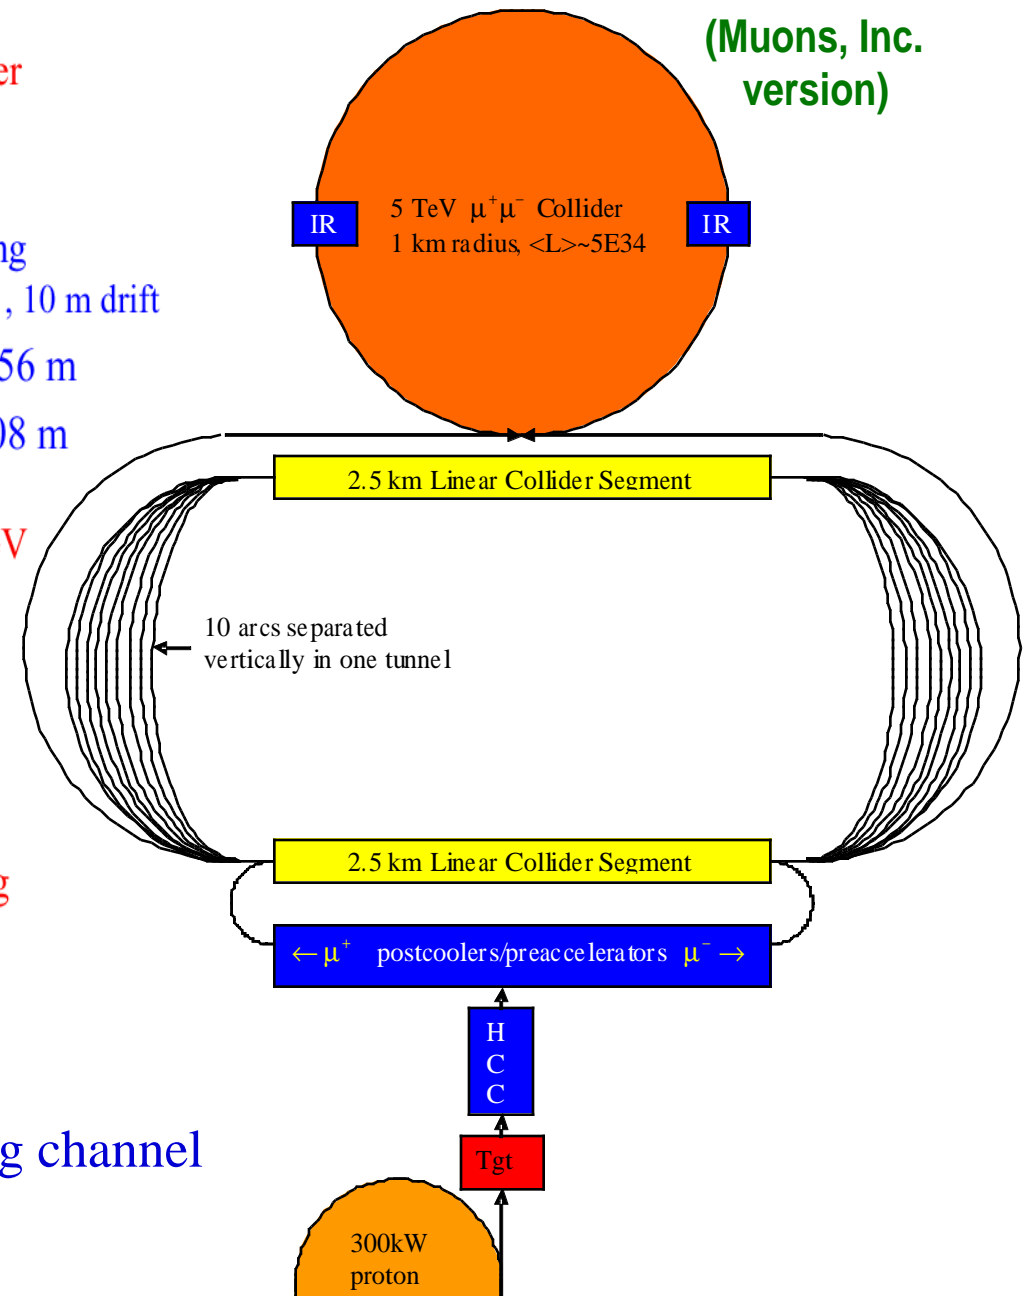 (Muons, Inc.
version)
er
IR
5 TeV μ⁺μ⁻ Collider
1 km radius, <L>~5E34
IR
ng
, 10 m drift
56 m
08 m
2.5 km Linear Collider Segment
V
10 arcs separated
vertically in one tunnel
2.5 km Linear Collider Segment
g
← μ⁺ postcoolers/preaccelerators μ⁻ →
H
C
C
g channel
Tgt
300kW
proton